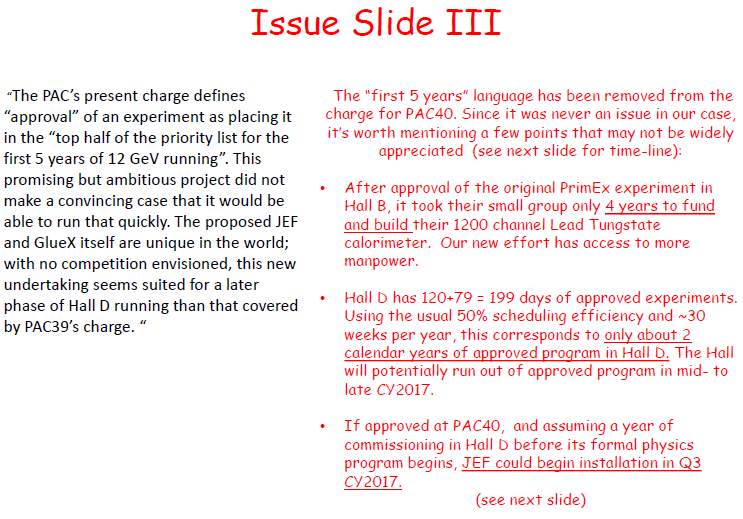 Issue Slide III
“The PAC’s present charge defines
“approval” of an experiment as placing it
in the “top half of the priority list for the
first 5 years of 12 GeV running”. This
promising but ambitious project did not
make a convincing case that it would be
able to run that quickly. The proposed JEF
and GlueX itself are unique in the world;
with no competition envisioned, this new
undertaking seems suited for a later
phase of Hall D running than that covered
by PAC39’s charge. “
The “first 5 years” language has been removed from the
charge for PAC40. Since it was never an issue in our case,
it’s worth mentioning a few points that may not be widely
appreciated (see next slide for time-line):
• After approval of the original PrimEx experiment in
Hall B, it took their small group only 4 years to fund
and build their 1200 channel Lead Tungstate
calorimeter. Our new effort has access to more
manpower.
• Hall D has 120+79 = 199 days of approved experiments.
Using the usual 50% scheduling efficiency and ~30
weeks per year, this corresponds to only about 2
calendar years of approved program in Hall D. The Hall
will potentially run out of approved program in mid- to
late CY2017.
• If approved at PAC40, and assuming a year of
commissioning in Hall D before its formal physics
program begins, JEF could begin installation in Q3
CY2017.
(see next slide)